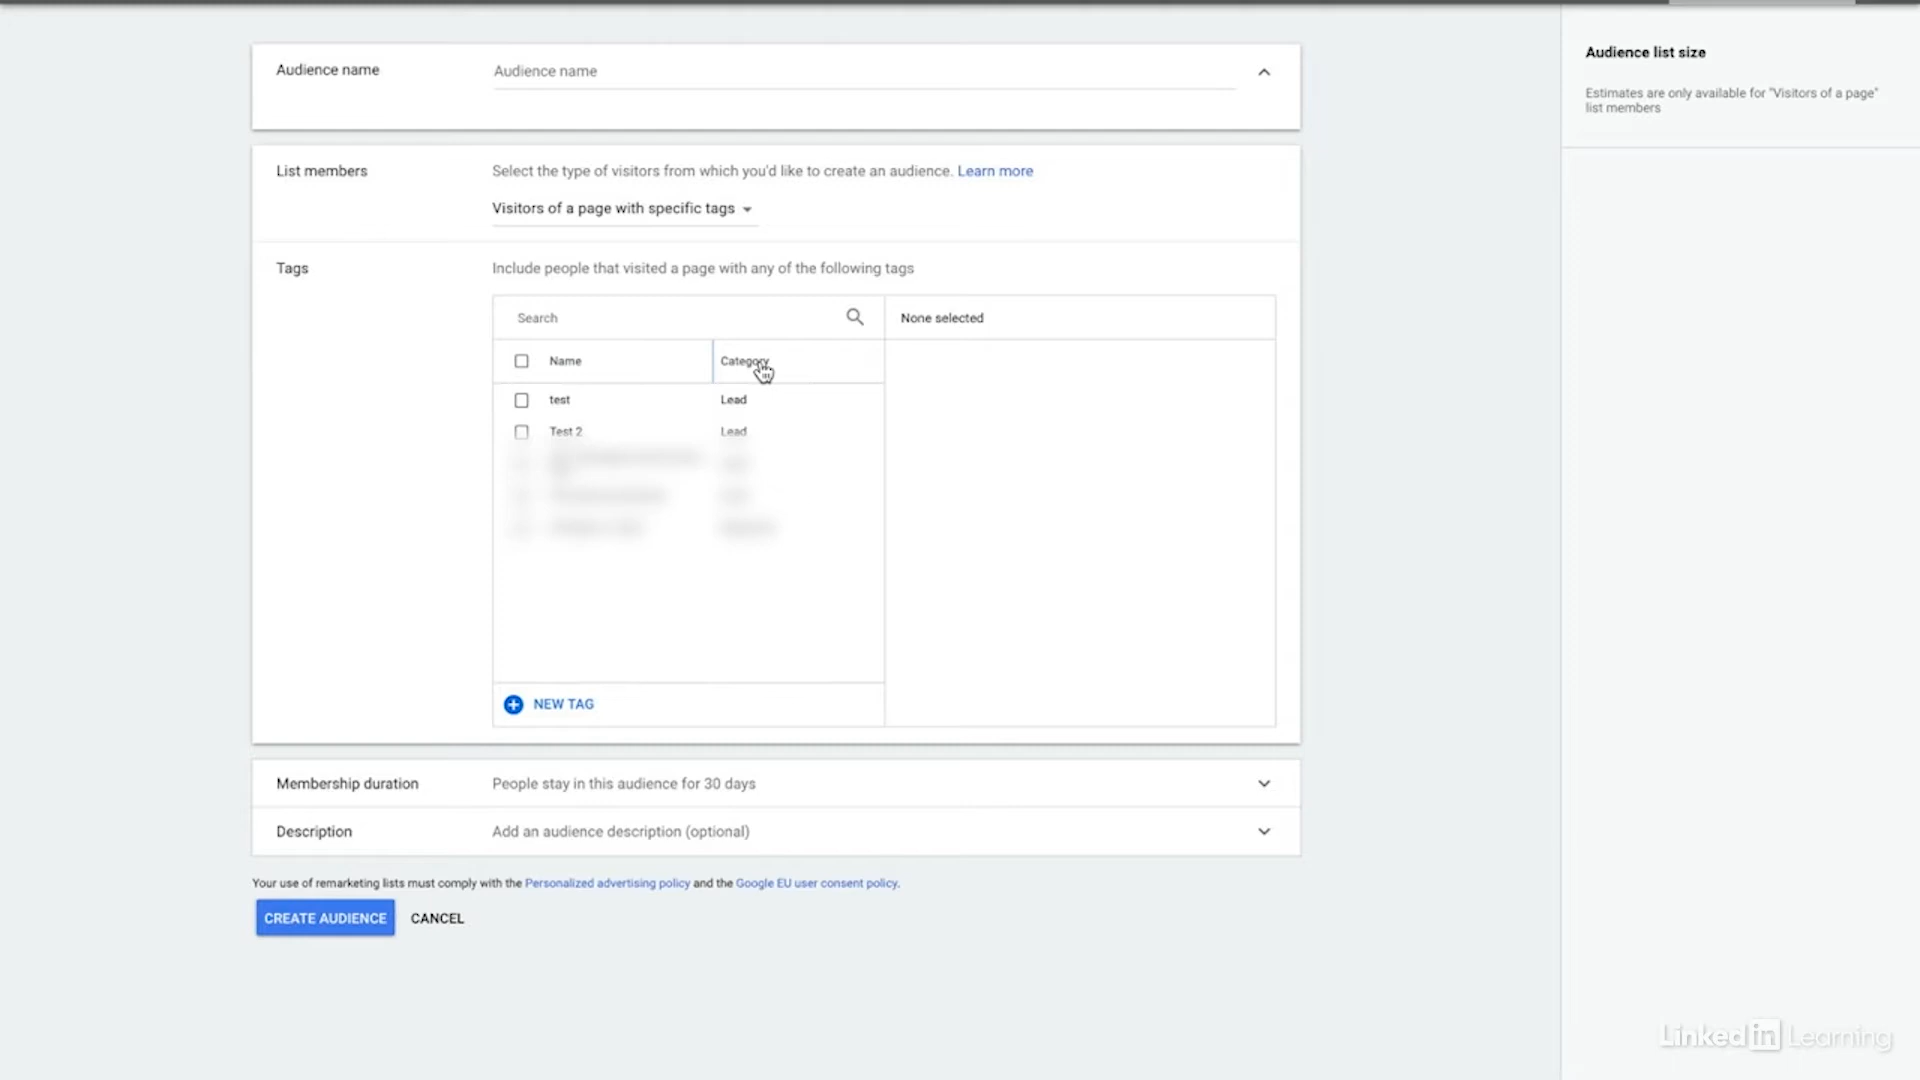 Audience name
Audience name
Audience list size
Estimates are only available for "Visitors of a page"
list members
List members
Select the type of visitors from which you'd like to create an audience. Learn more
Visitors of a page with specific tags
Tags
Include people that visited a page with any of the following tags
Search
None selected
Name
Category
test
Lead
Test 2
Lead
NEW TAG
Membership duration
People stay in this audience for 30 days
Description
Add an audience description (optional)
Your use of remarketing lists must comply with the Personalized advertising policy and the Google EU user consent policy.
CREATE AUDIENCE
CANCEL
Linked in Learning